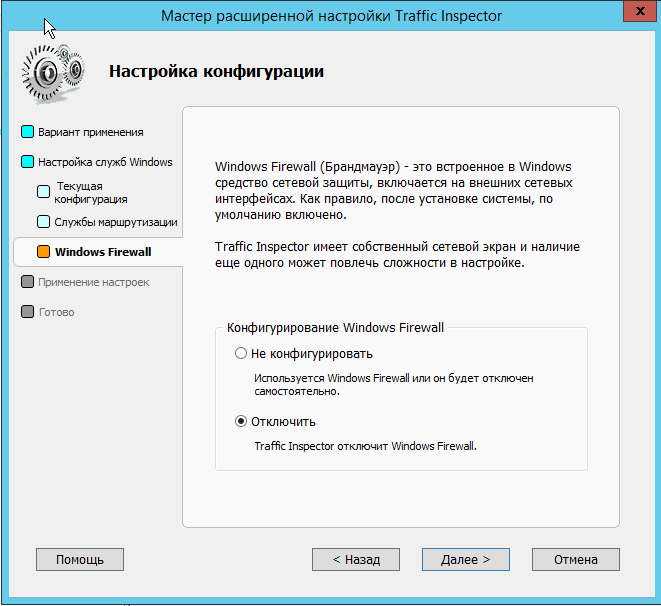 Мастер расширенной настройки Traffic Inspector
x
Настройка конфигурации
Вариант применения
Настройка служб Windows
Текущая
конфигурация
Службы маршрутизации
Windows Firewall
Применение настроек
Готово
Windows Firewall (Брандмауэр) - это встроенное в Windows
средство сетевой защиты, включается на внешних сетевых
интерфейсах. Как правило, после установке системы, по
умолчанию включено.
Traffic Inspector имеет собственный сетевой экран и наличие
еще одного может повлечь сложности в настройке.
Конфигурирование Windows Firewall
Не конфигурировать
Используется Windows Firewall или он будет отключен
самостоятельно.
Отключить
Traffic Inspector отключит Windows Firewall.
Помощь
< Назад
Далее >
Отмена